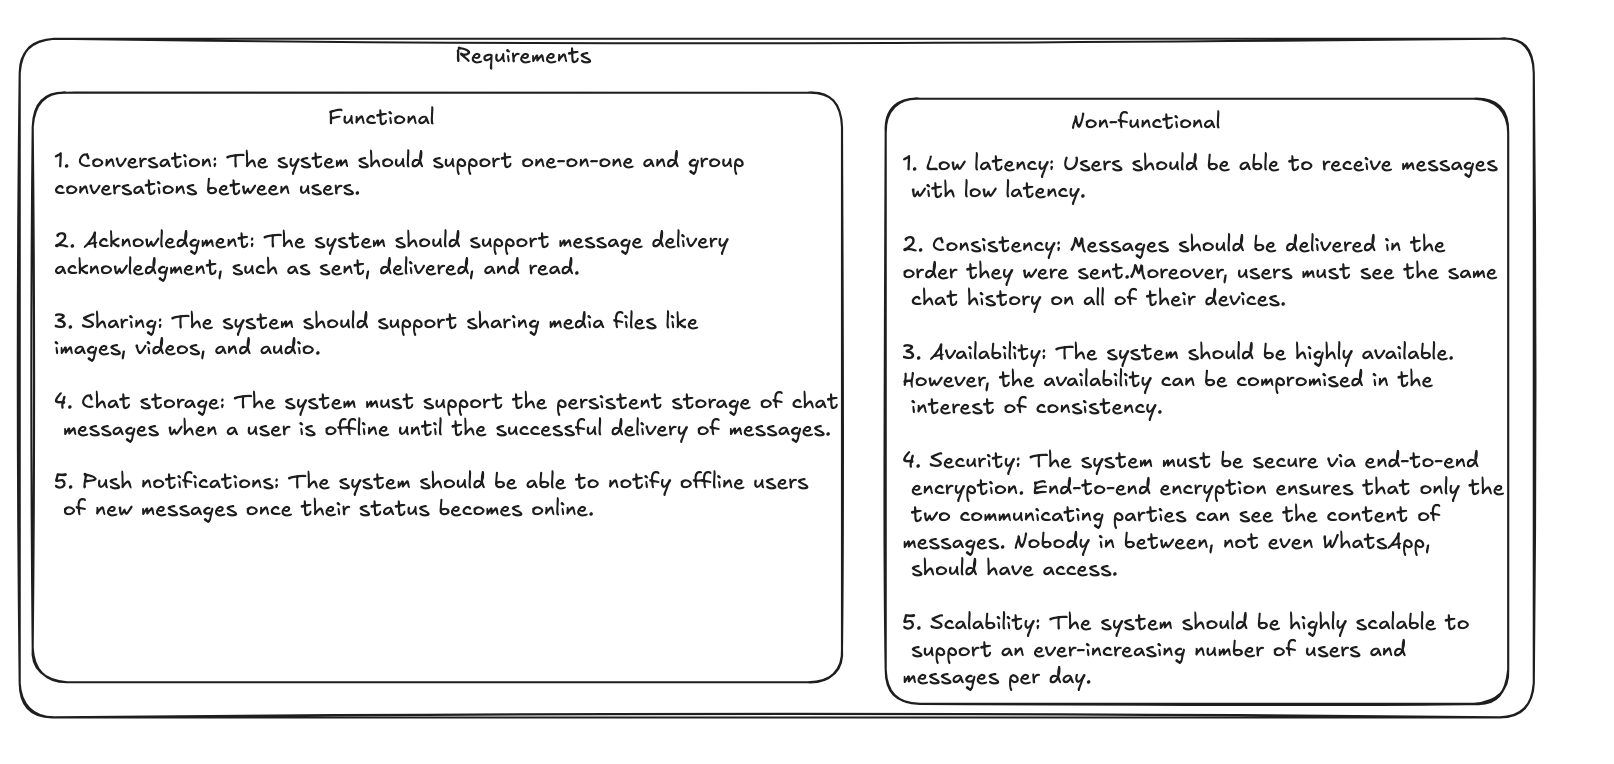 Requirements
Functional
1. Conversation: The system should support one-on-one and group
conversations between users.
2. Acknowledgment: The system should support message delivery
acknowledgment, such as sent, delivered, and read.
3. Sharing: The system should support sharing media files like
images, videos, and audio.
4. Chat storage: The system must support the persistent storage of chat
messages when a user is offline until the successful delivery of messages.
5. Push notifications: The system should be able to notify offline users
of new messages once their status becomes online.
Non-functional
1. Low latency: Users should be able to receive messages
with low latency.
2. Consistency: Messages should be delivered in the
order they were sent.Moreover, users must see the same
chat history on all of their devices.
3. Availability: The system should be highly available.
However, the availability can be compromised in the
interest of consistency.
4. Security: The system must be secure via end-to-end
encryption. End-to-end encryption ensures that only the
two communicating parties can see the content of
messages. Nobody in between, not even WhatsApp,
should have access.
5. Scalability: The system should be highly scalable to
support an ever-increasing number of users and
messages per day.